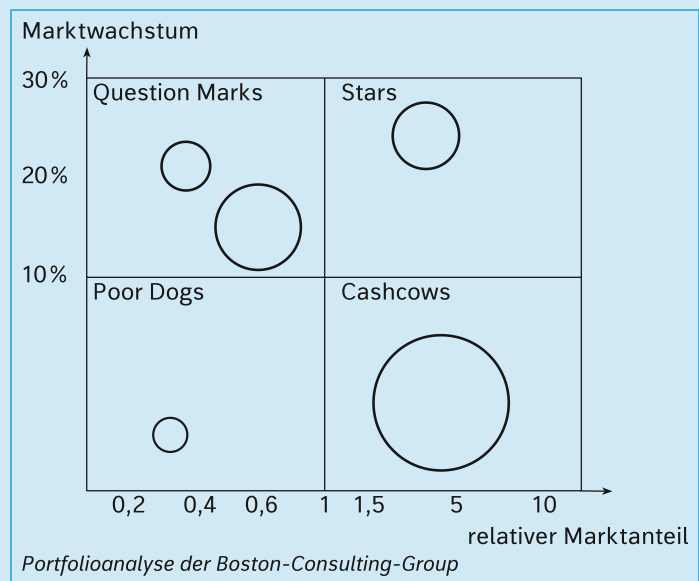 Marktwachstum
30%
Question Marks
Stars
20%
10%
Poor Dogs
Cashcows
0,2 0,4 0,6 1 1,5 5 10
relativer Marktanteil
Portfolioanalyse der Boston-Consulting-Group